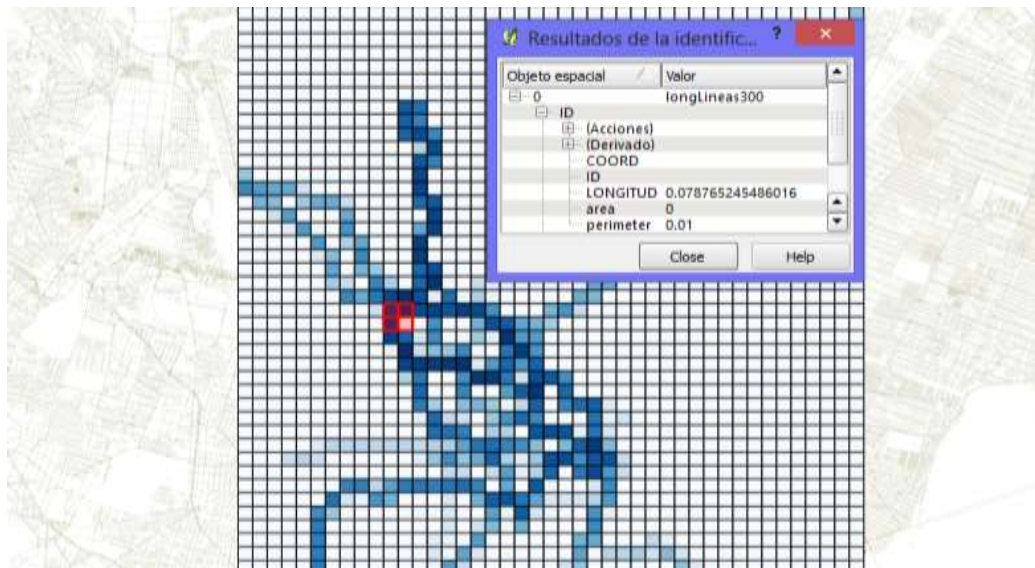 Resultados de la identific... ?
Objeto espacial Valor
0 longLineas300
ID
(Acciones)
(Derivado)
COORD
ID
LONGITUD 0.078765245486016
area 0
perimeter 0.01
Close Help